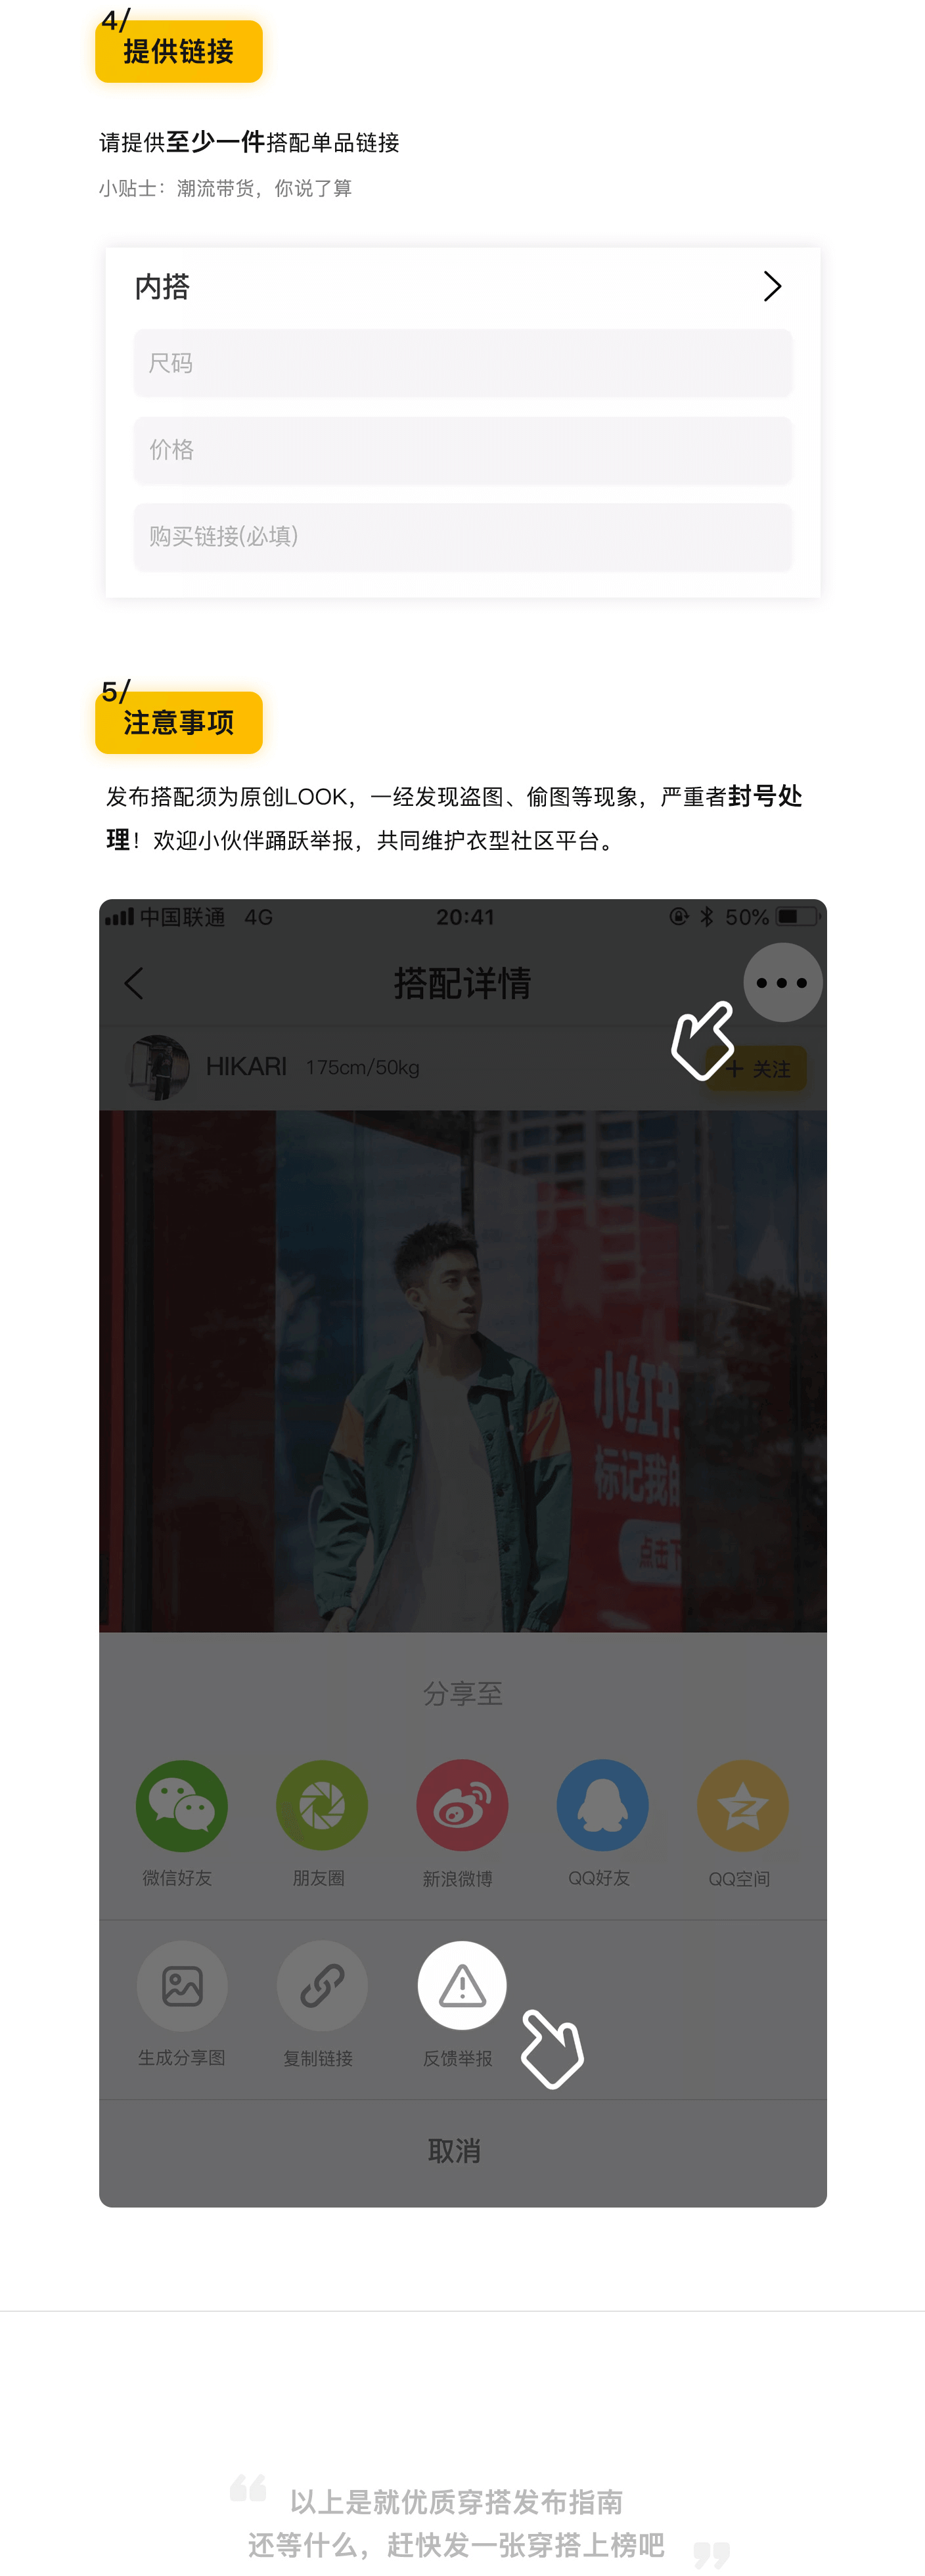 4/
提供链接
请提供至少一件搭配单品链接
小贴士：潮流带货，你说了算
内搭
尺码
价格
购买链接(必填)
5/
注意事项
发布搭配须为原创LOOK，一经发现盗图、偷图等现象，严重者封号处
理！欢迎小伙伴踊跃举报，共同维护衣型社区平台。
中国联通 4G 20:41 50%
搭配详情
HIKARI 175cm/50kg + 关注
小红书
标记我的
点击
分享至
微信好友 朋友圈 新浪微博 QQ好友 QQ空间
生成分享图 复制链接 反馈举报
取消
“ 以上是就优质穿搭发布指南
还等什么，赶快发一张穿搭上榜吧 ”